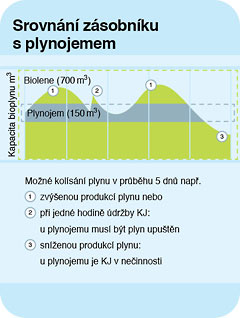 Srovnání zásobníku
s plynojemem
Kapacita bioplynu m³
Biolene (700 m³)
1
1
2
Plynojem (150 m³)
3
Možné kolísání plynu v průběhu 5 dnů např.
1 zvýšenou produkcí plynu nebo
2 při jedné hodině údržby KJ:
u plynojemu musí být plyn upuštěn
3 sníženou produkcí plynu:
u plynojemu je KJ v nečinnosti